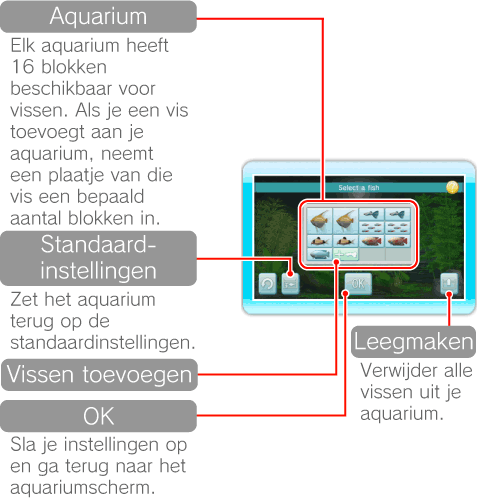 Aquarium
Elk aquarium heeft
16 blokken
beschikbaar voor
vissen. Als je een vis
toevoegt aan je
aquarium, neemt
een plaatje van die
vis een bepaald
aantal blokken in.
Standaard-
instellingen
Zet het aquarium
terug op de
standaardinstellingen.
Vissen toevoegen
OK
Sla je instellingen op
en ga terug naar het
aquariumscherm.
Select a fish
?
OK
Leegmaken
Verwijder alle
vissen uit je
aquarium.